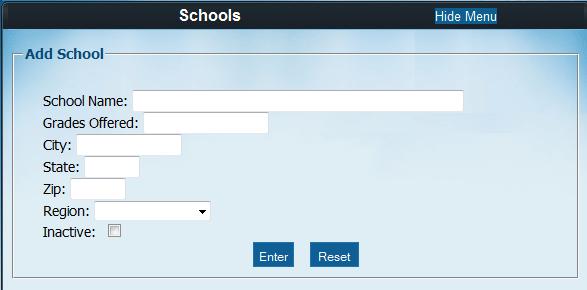 Schools Hide Menu
Add School
School Name:
Grades Offered:
City:
State:
Zip:
Region:
Inactive:
Enter Reset